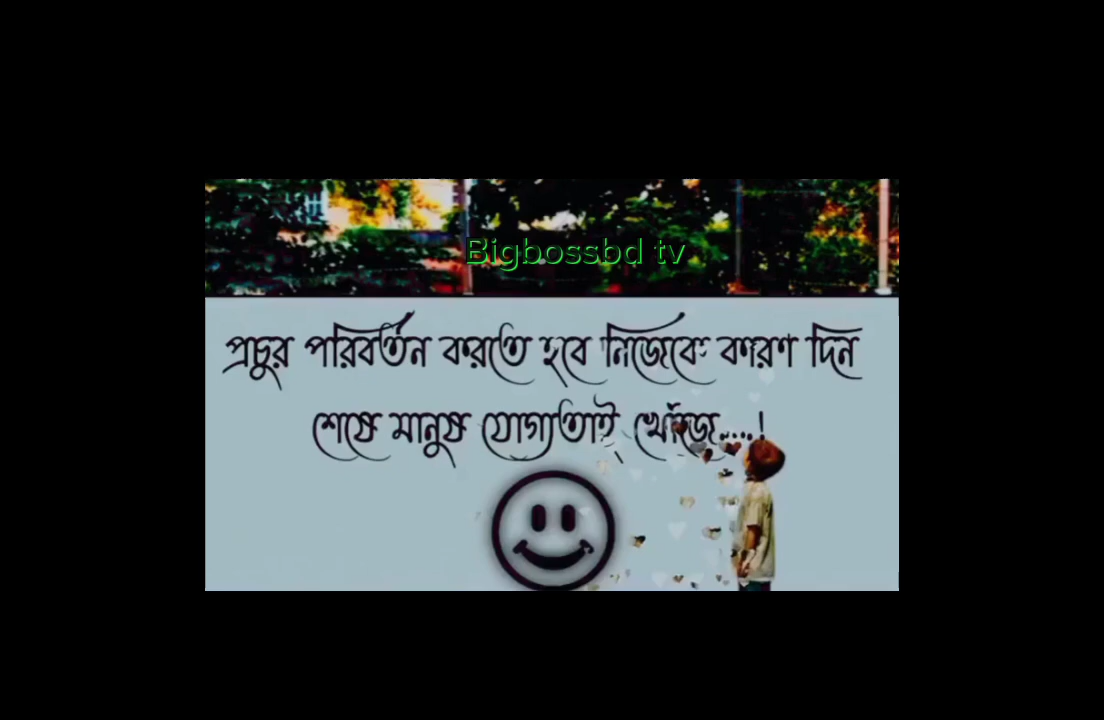 Bigbossbd tv
প্রচুর পরিবর্তন করতে হবে নিজেকে কারণ দিন
শেষে মানুষ যোগ্যতাই খোঁজে....!